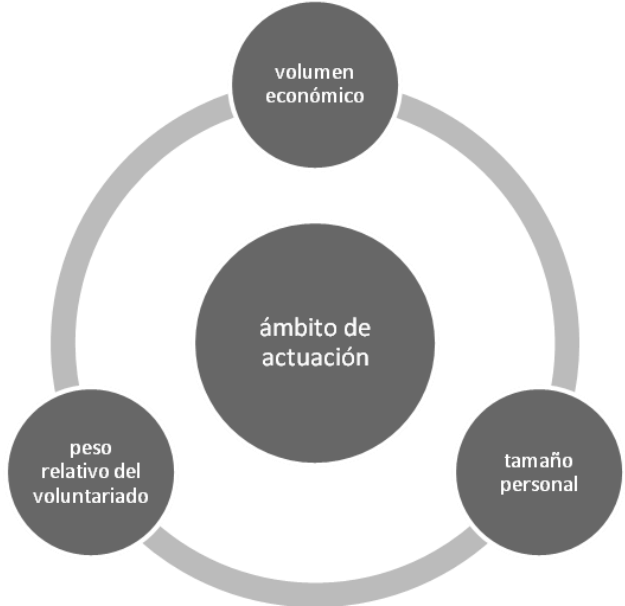 volumen
económico
ámbito de
actuación
peso
relativo del
voluntariado
tamaño
personal